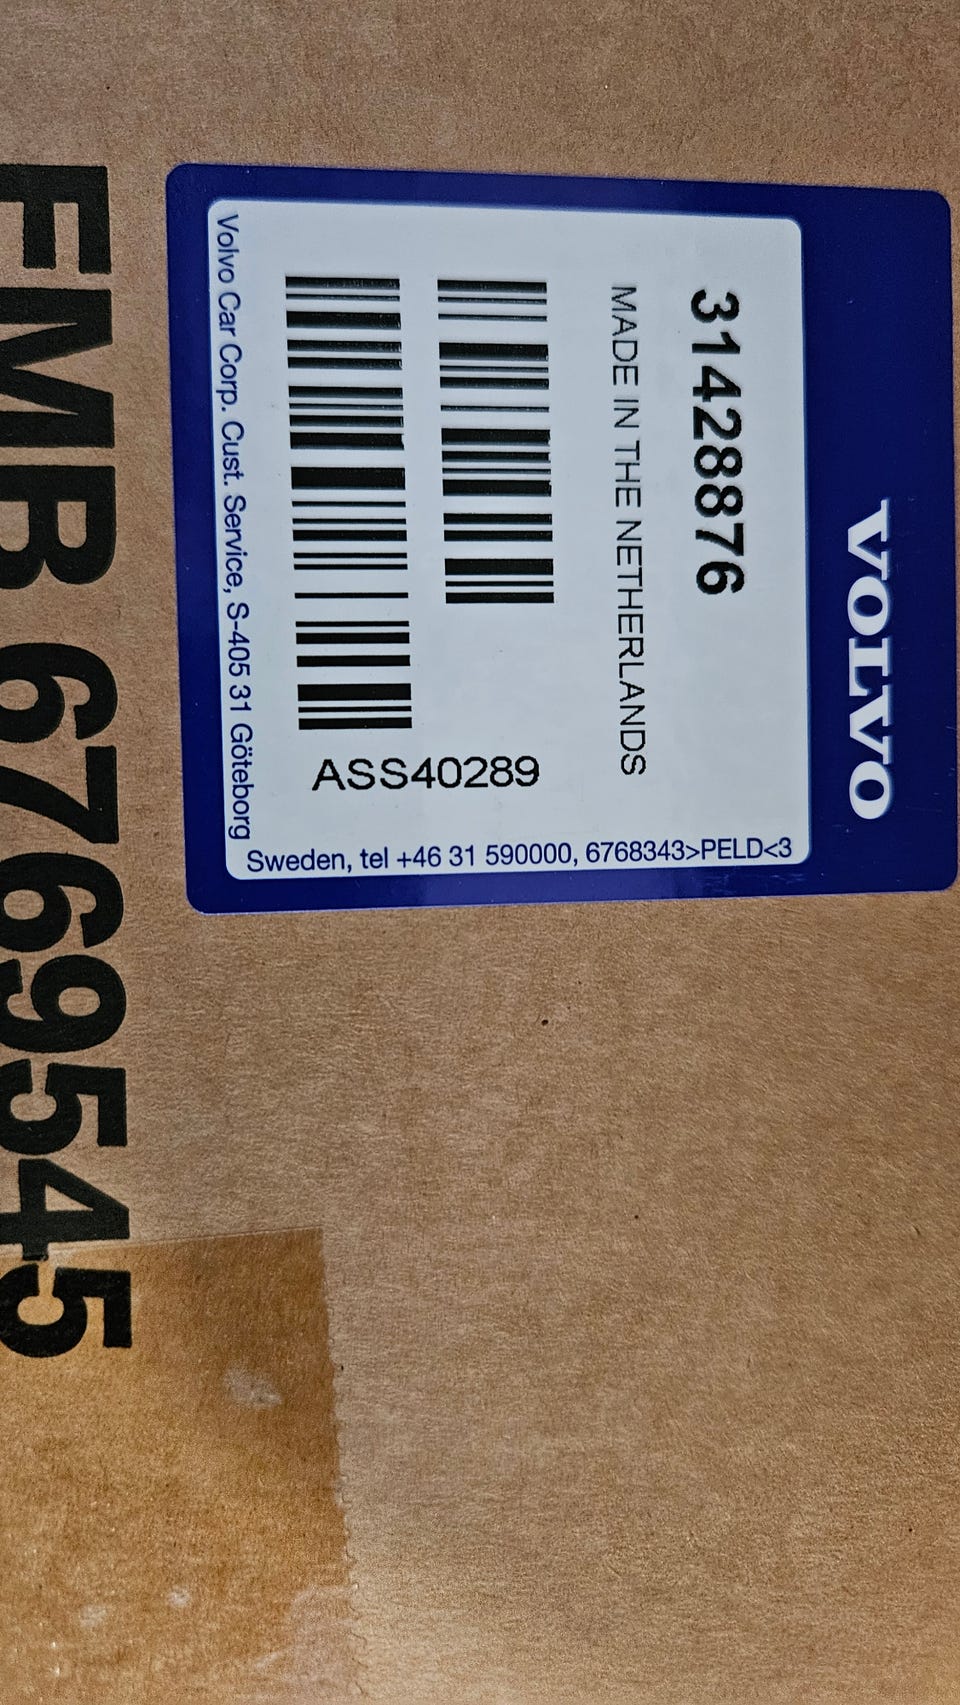 VOLVO
31428876
MADE IN THE NETHERLANDS
ASS40289
Volvo Car Corp. Cust. Service, S-405 31 Göteborg
Sweden, tel +46 31 590000, 6768343>PELD<3
EMB 6769545